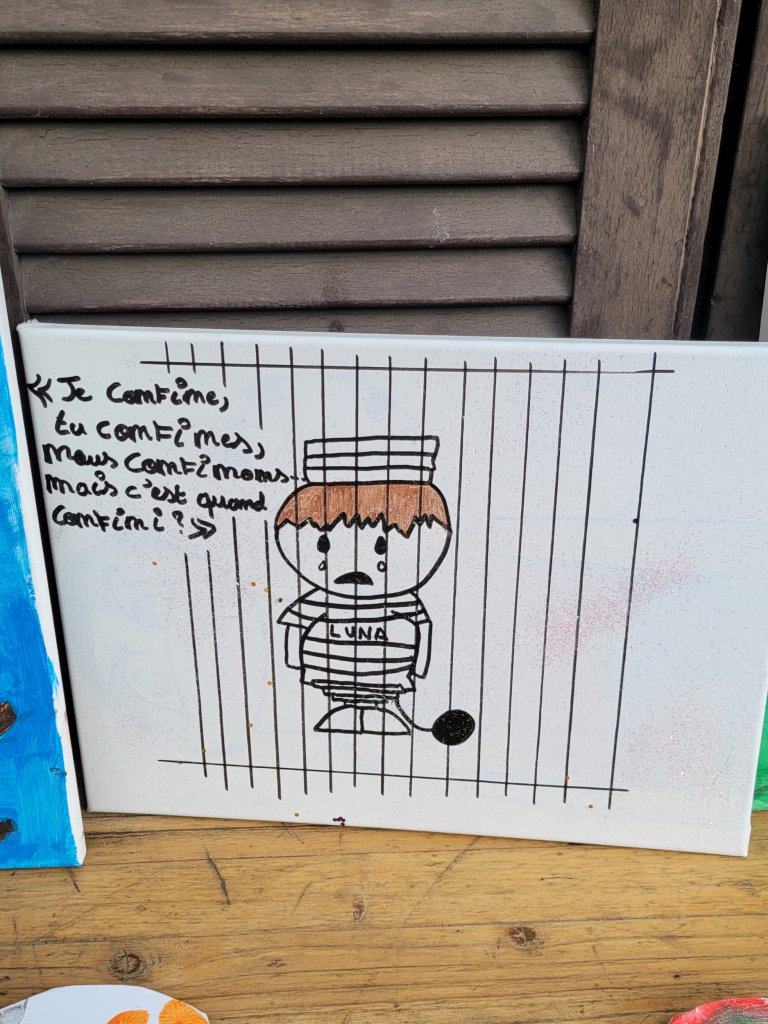 « Je confine,
tu confines,
nous confinons...
mais c'est quand
confini ? »
LUNA